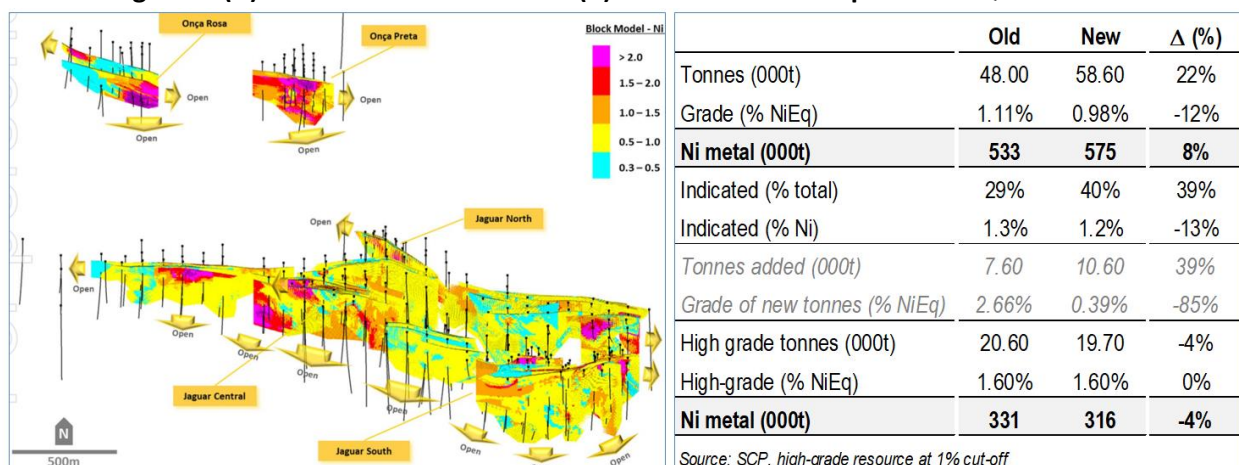 Onça Rosa
Onça Preta
Block Model - Ni
> 2.0
1.5 – 2.0
1.0 – 1.5
0.5 – 1.0
0.3 – 0.5
Open
Open
Open
Open
Jaguar North
Open
Open
Open
Open
Open
Open
Open
Open
Open
Open
Open
Jaguar Central
Jaguar South
N
500m
Old New Δ (%)
Tonnes (000t) 48.00 58.60 22%
Grade (% NiEq) 1.11% 0.98% -12%
Ni metal (000t) 533 575 8%
Indicated (% total) 29% 40% 39%
Indicated (% Ni) 1.3% 1.2% -13%
Tonnes added (000t) 7.60 10.60 39%
Grade of new tonnes (% NiEq) 2.66% 0.39% -85%
High grade tonnes (000t) 20.60 19.70 -4%
High-grade (% NiEq) 1.60% 1.60% 0%
Ni metal (000t) 331 316 -4%
Source: SCP, high-grade resource at 1% cut-off